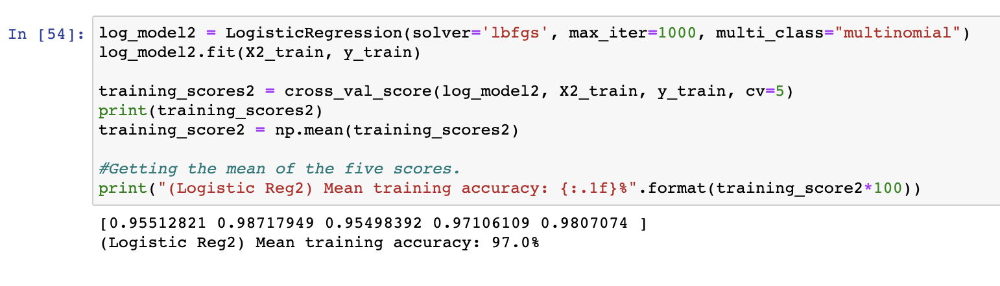 In [54]: log_model2 = LogisticRegression(solver='lbfgs', max_iter=1000, multi_class="multinomial")
log_model2.fit(X2_train, y_train)
training_scores2 = cross_val_score(log_model2, X2_train, y_train, cv=5)
print(training_scores2)
training_score2 = np.mean(training_scores2)
#Getting the mean of the five scores.
print("(Logistic Reg2) Mean training accuracy: {:.1f}%".format(training_score2*100))
[0.95512821 0.98717949 0.95498392 0.97106109 0.9807074 ]
(Logistic Reg2) Mean training accuracy: 97.0%